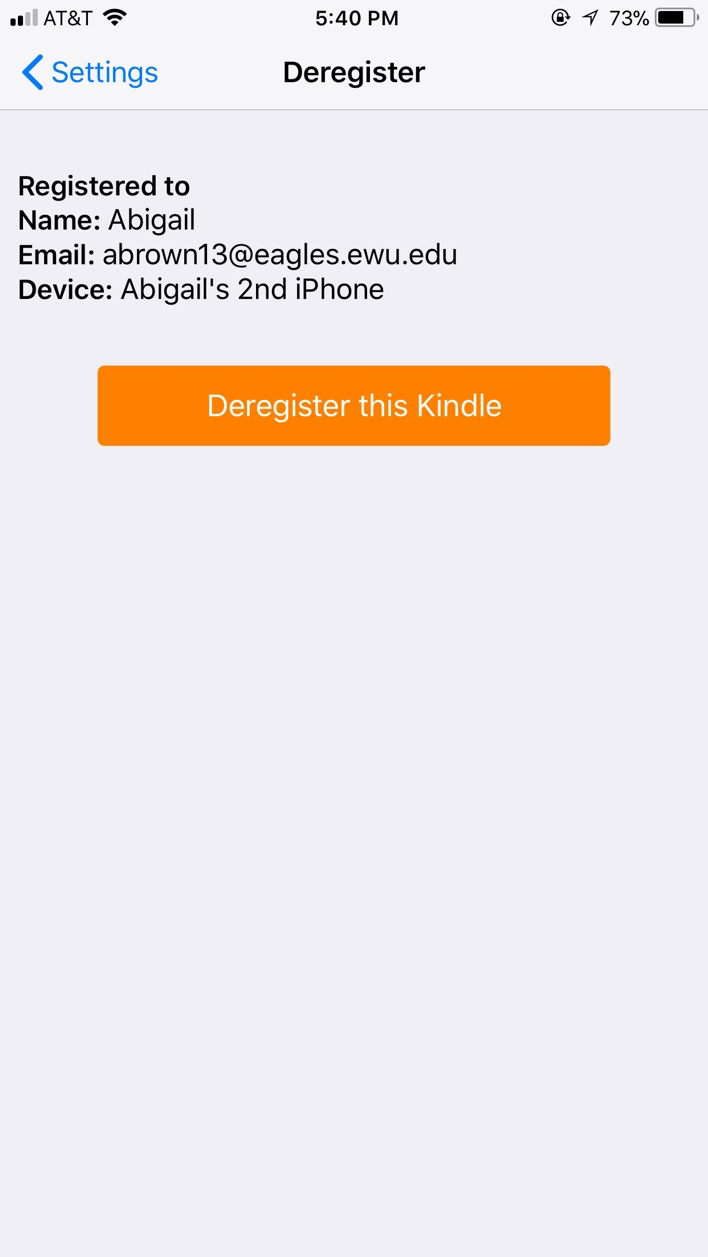 AT&T 5:40 PM 73%
Settings Deregister
Registered to
Name: Abigail
Email: abrown13@eagles.ewu.edu
Device: Abigail's 2nd iPhone
Deregister this Kindle